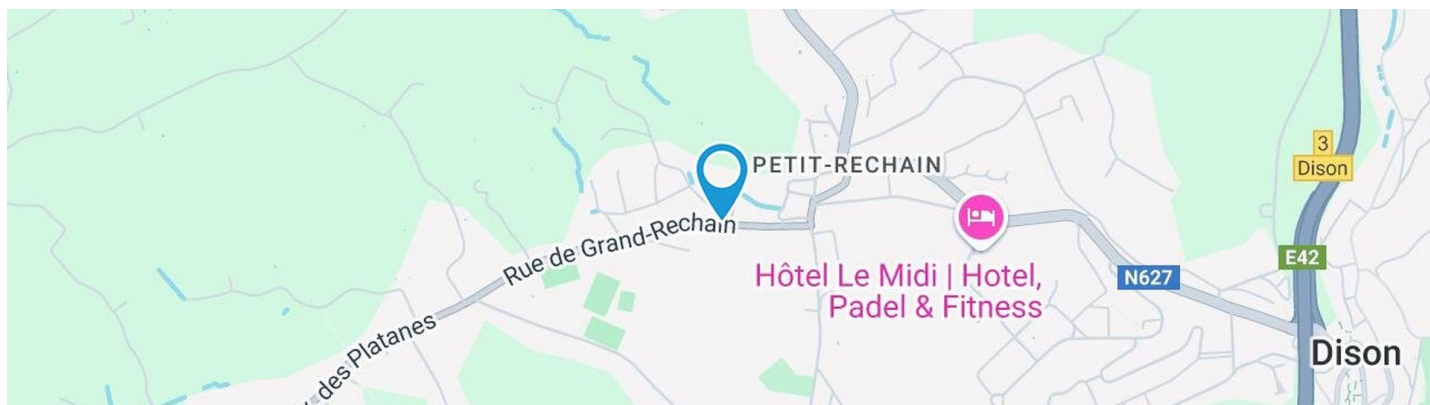 PETIT-RECHAIN
3
Dison
Rue de Grand-Rechain
E42
Hôtel Le Midi | Hotel,
Padel & Fitness
N627
des Platanes
Dison